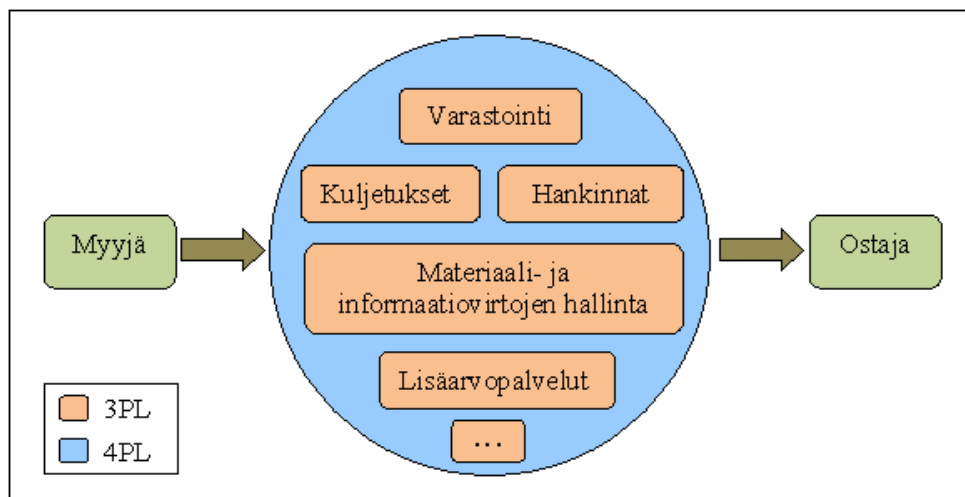 Varastointi
Kuljetukset
Hankinnat
Myyjä
Ostaja
Materiaali- ja
informaatiovirtojen hallinta
Lisäarvopalvelut
...
3PL
4PL